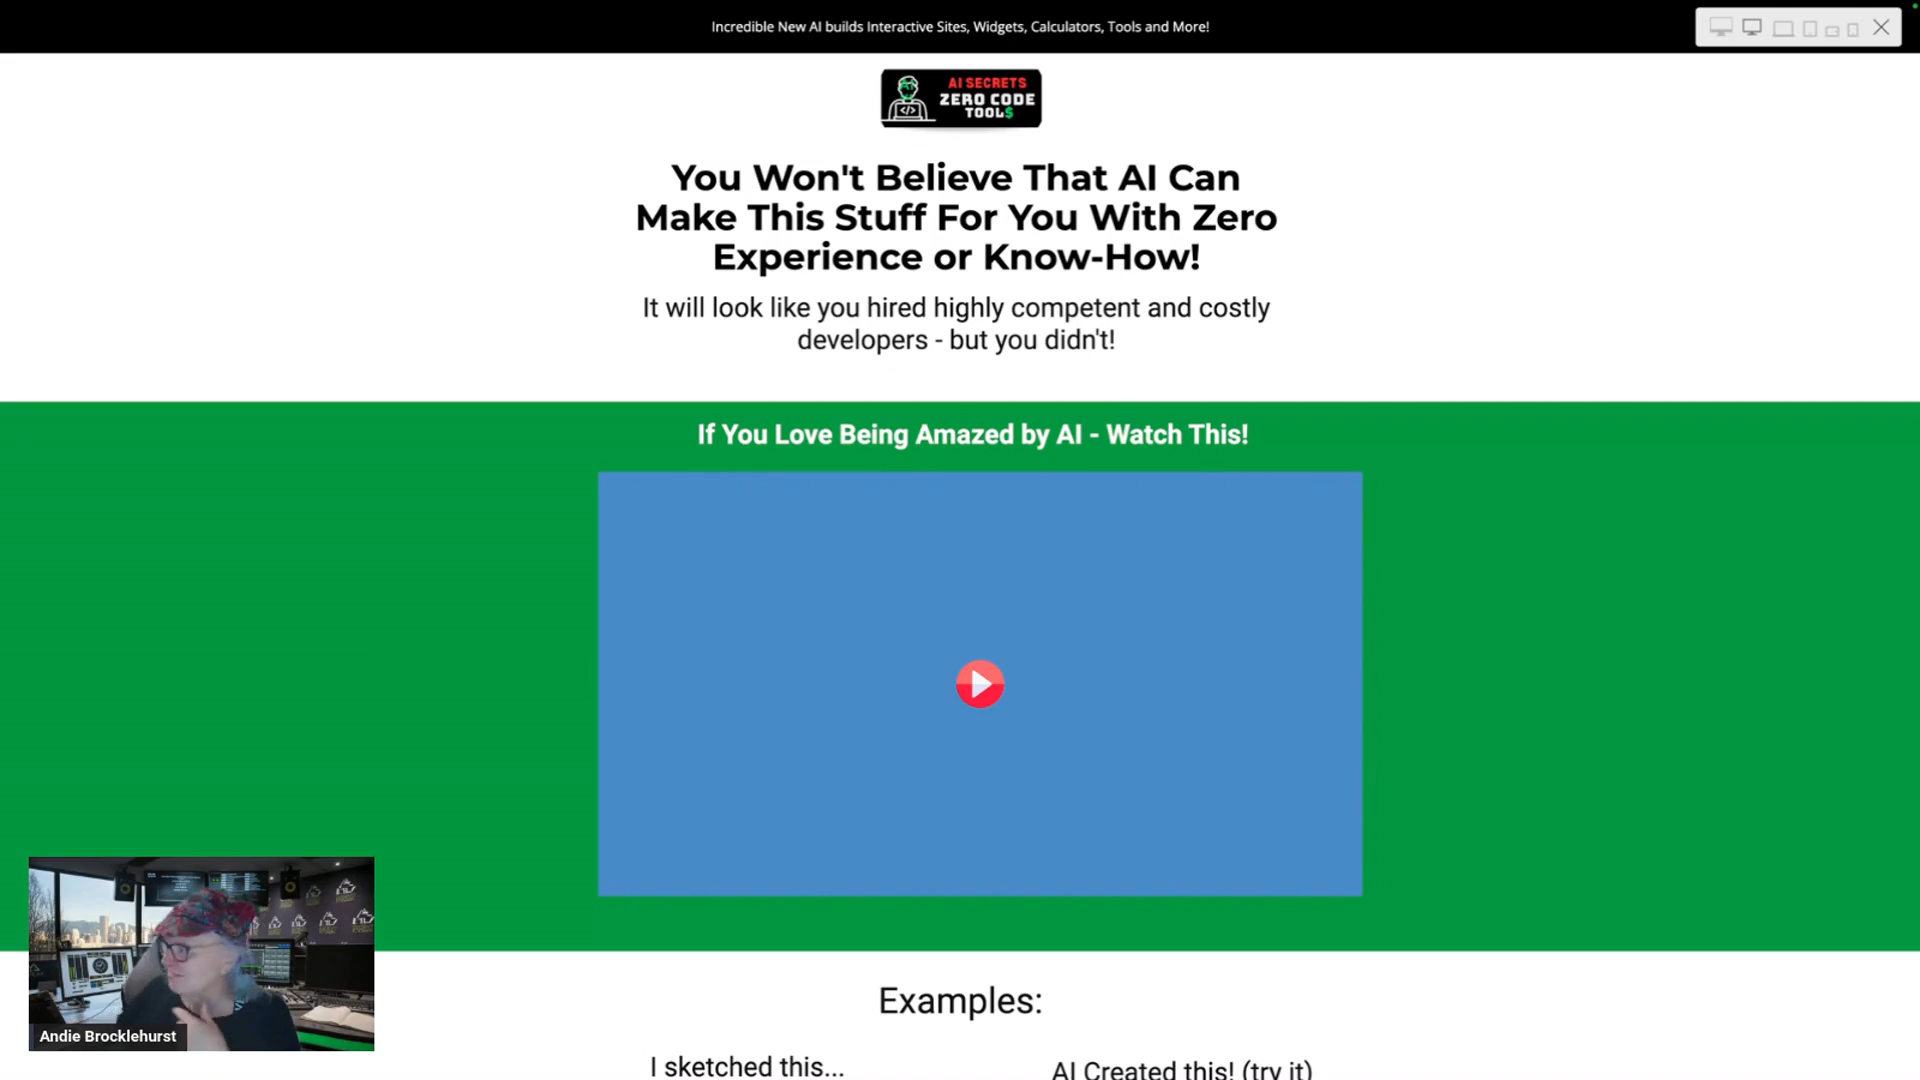 Incredible New AI builds Interactive Sites, Widgets, Calculators, Tools and More!
AI SECRETS
ZERO CODE
TOOL$
You Won't Believe That AI Can
Make This Stuff For You With Zero
Experience or Know-How!
It will look like you hired highly competent and costly
developers - but you didn't!
If You Love Being Amazed by AI - Watch This!
Examples:
I sketched this...
AI Created this! (try it)
Andie Brocklehurst